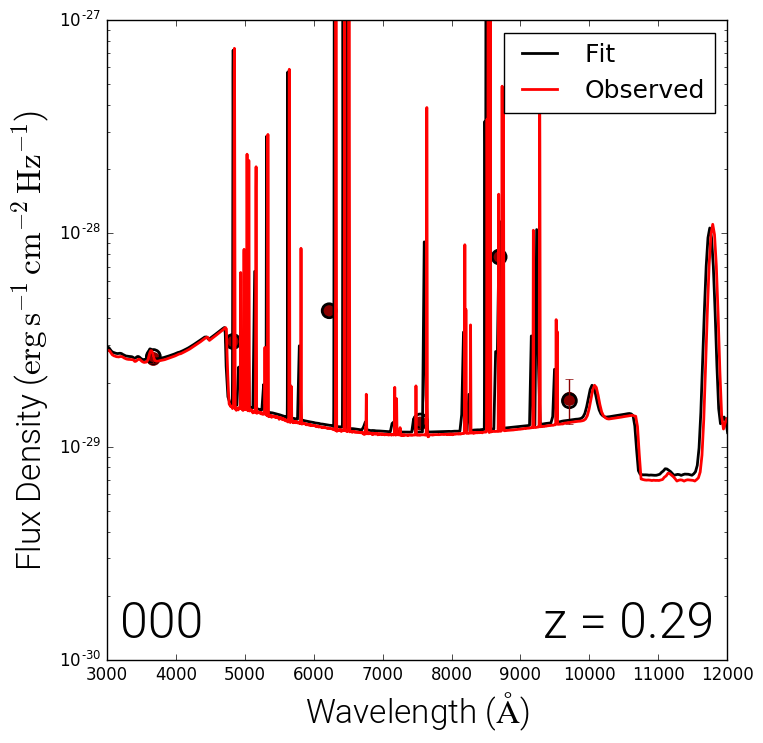 10^-27
Fit
Observed
10^-28
10^-29
10^-30
Flux Density (erg s^-1 cm^-2 Hz^-1)
000
z = 0.29
3000 4000 5000 6000 7000 8000 9000 10000 11000 12000
Wavelength (Å)